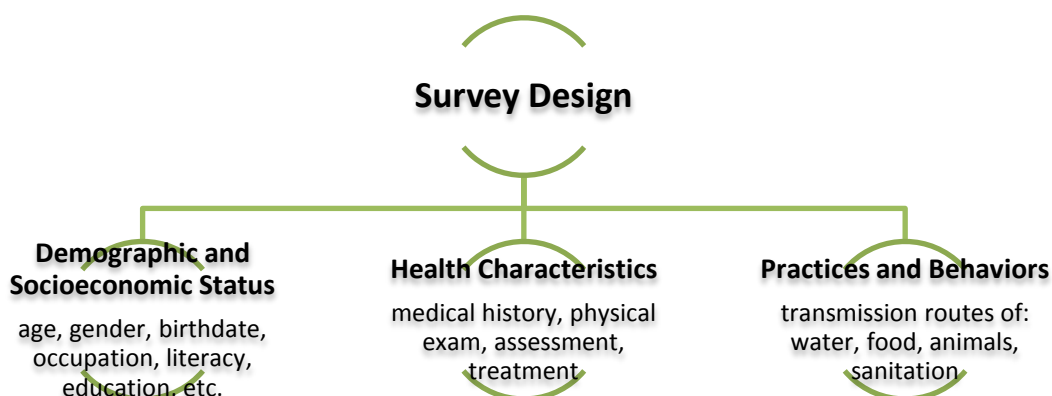 Survey Design
Demographic and
Socioeconomic Status
age, gender, birthdate,
occupation, literacy,
education, etc.
Health Characteristics
medical history, physical
exam, assessment,
treatment
Practices and Behaviors
transmission routes of:
water, food, animals,
sanitation